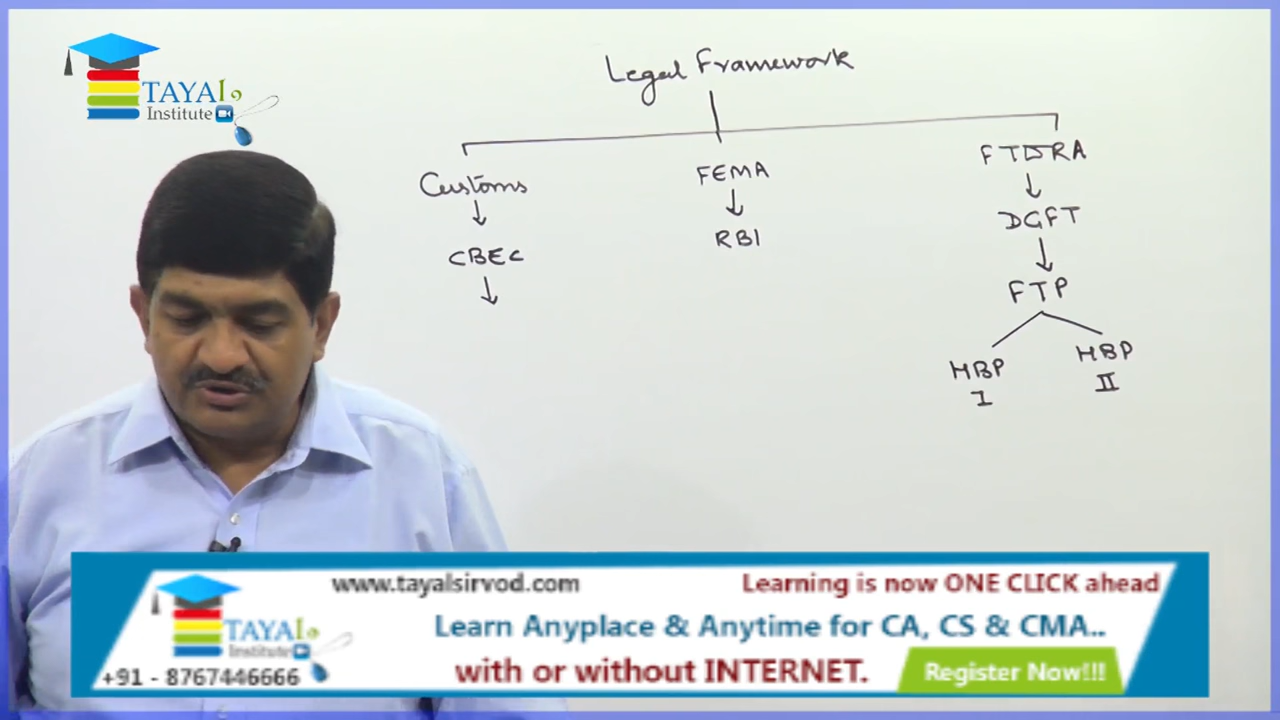 TAYAL
Institute
Legal Framework
Customs
CBEC
FEMA
RBI
FTDRA
DGFT
FTP
HBP
I
HBP
II
www.tayalsirvod.com
Learning is now ONE CLICK ahead
TAYAL
Institute
Learn Anyplace & Anytime for CA, CS & CMA..
+91 - 8767446666
with or without INTERNET.
Register Now!!!